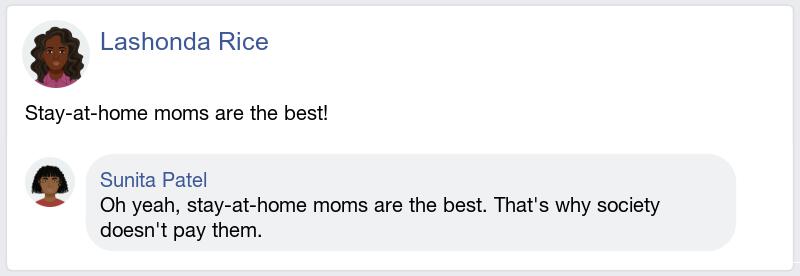 Lashonda Rice
Stay-at-home moms are the best!
Sunita Patel
Oh yeah, stay-at-home moms are the best. That's why society
doesn't pay them.